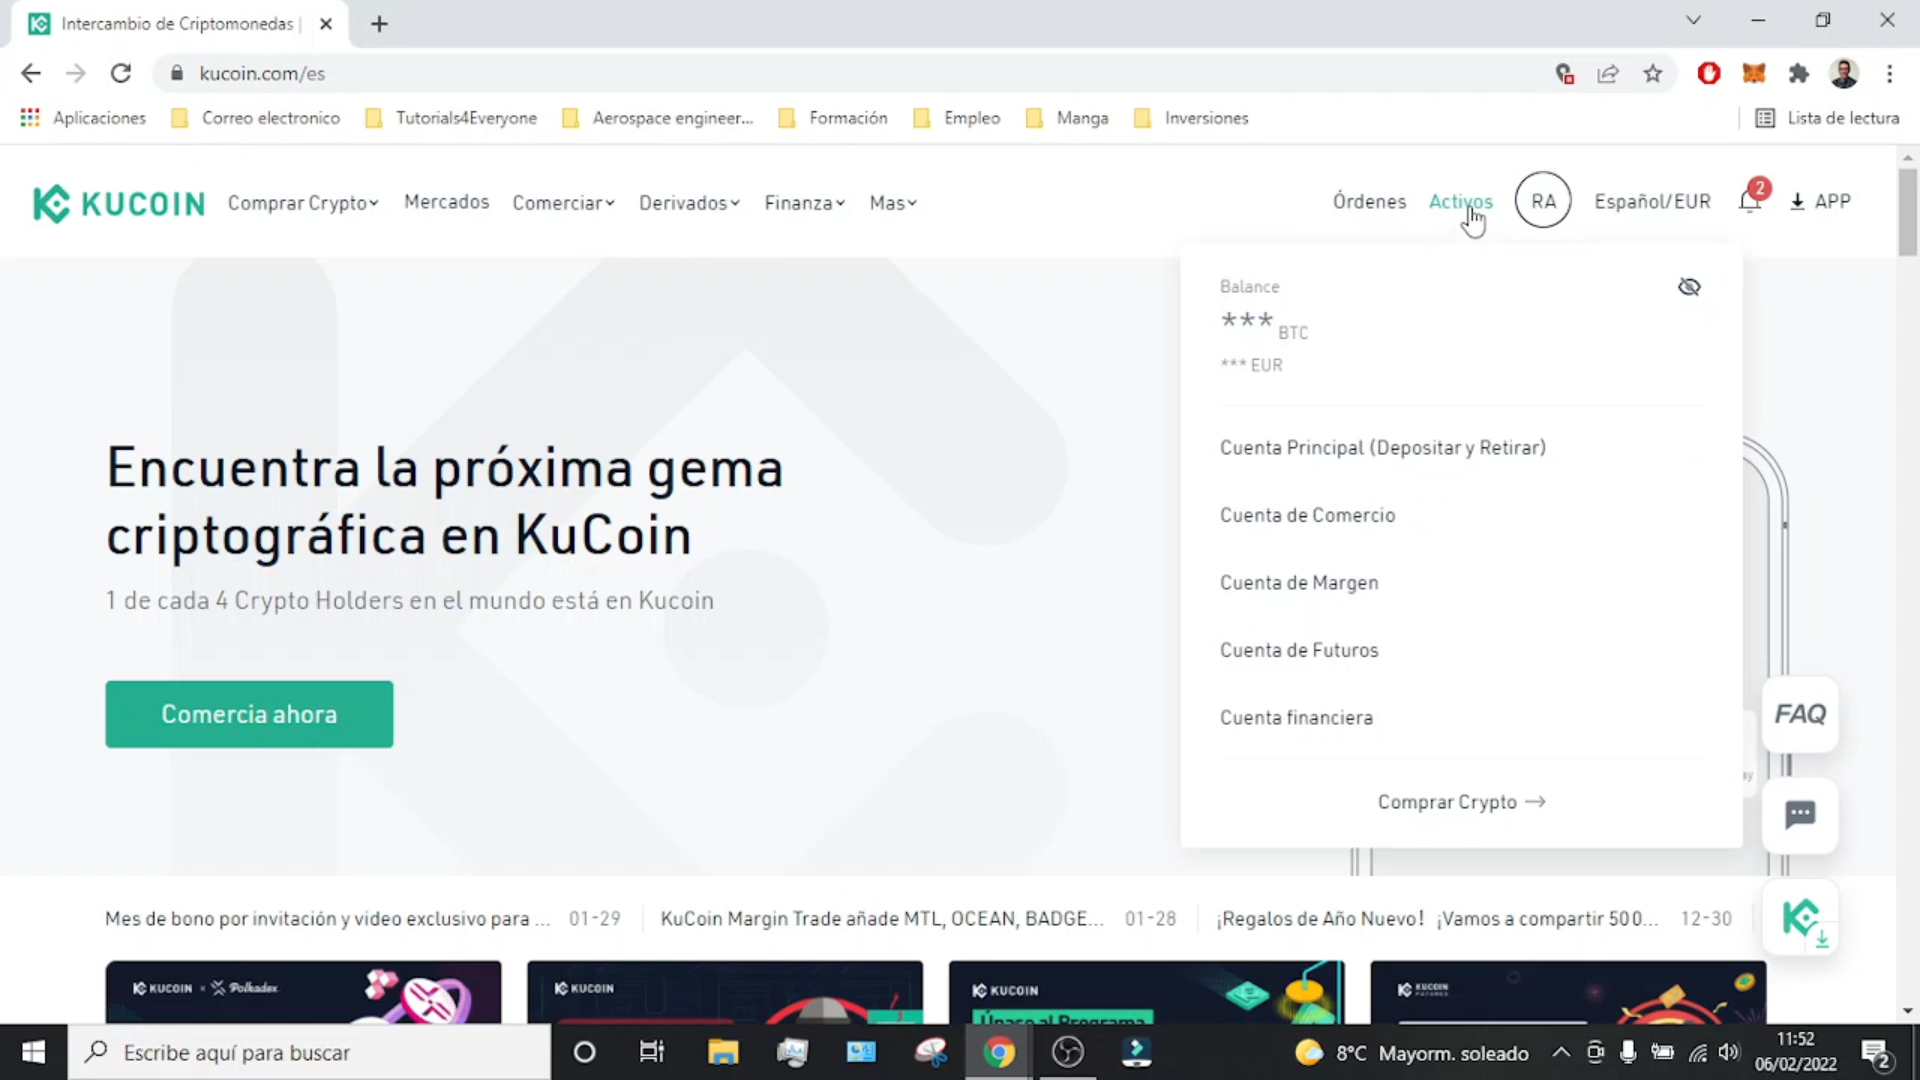 Intercambio de Criptomonedas |
kucoin.com/es
Aplicaciones
Correo electronico
Tutorials4Everyone
Aerospace engineer...
Formación
Empleo
Manga
Inversiones
Lista de lectura
KUCOIN
Comprar Crypto
Mercados
Comerciar
Derivados
Finanza
Mas
Órdenes
Activos
RA
Español/EUR
2
APP
Balance
*** BTC
*** EUR
Cuenta Principal (Depositar y Retirar)
Cuenta de Comercio
Cuenta de Margen
Cuenta de Futuros
Cuenta financiera
Comprar Crypto →
Encuentra la próxima gema
criptográfica en KuCoin
1 de cada 4 Crypto Holders en el mundo está en Kucoin
Comercia ahora
FAQ
Mes de bono por invitación y video exclusivo para ... 01-29
KuCoin Margin Trade añade MTL, OCEAN, BADGE... 01-28
¡Regalos de Año Nuevo! ¡Vamos a compartir 500... 12-30
KUCOIN x Polkadex
KUCOIN
KUCOIN
Únase al Programa
KUCOIN
FUTURES
Escribe aquí para buscar
8°C Mayorm. soleado
11:52
06/02/2022
2